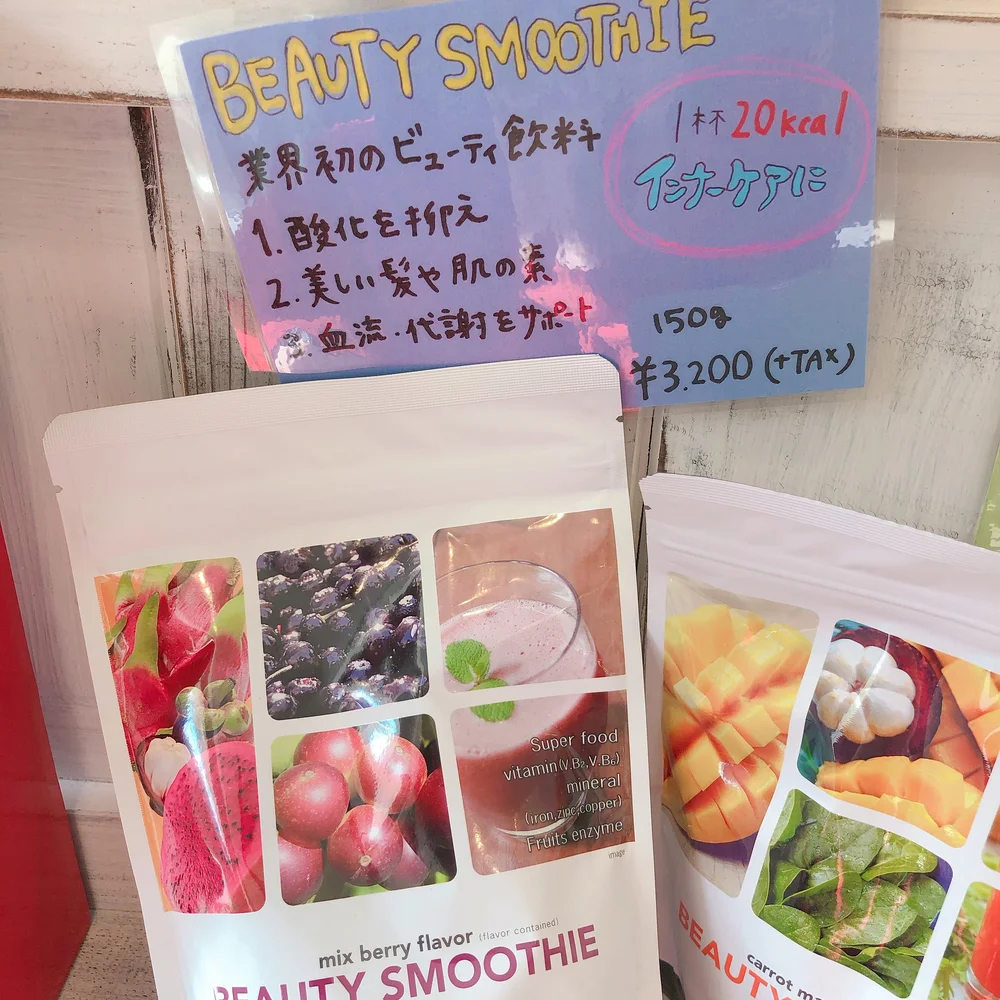 BEAUTY SMOOTHIE
業界初のビューティ飲料
1杯 20kcal
インナーケアに
1. 酸化を抑え
2. 美しい髪や肌の素
血流・代謝をサポート
150g
¥3.200 (+TAX)
Super food
vitamin(V.B₂,V.B₆)
mineral
(iron,zinc,copper)
Fruits enzyme
image
mix berry flavor (flavor contained)
BEAUTY SMOOTHIE
carrot
BEAUTY